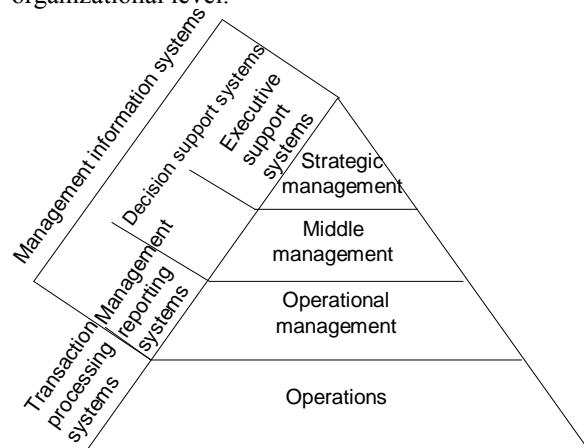 organizational level.
Management information systems
Decision support systems
Executive
support
systems
Strategic
management
Middle
management
Management
reporting
systems
Operational
management
Transaction
processing
systems
Operations